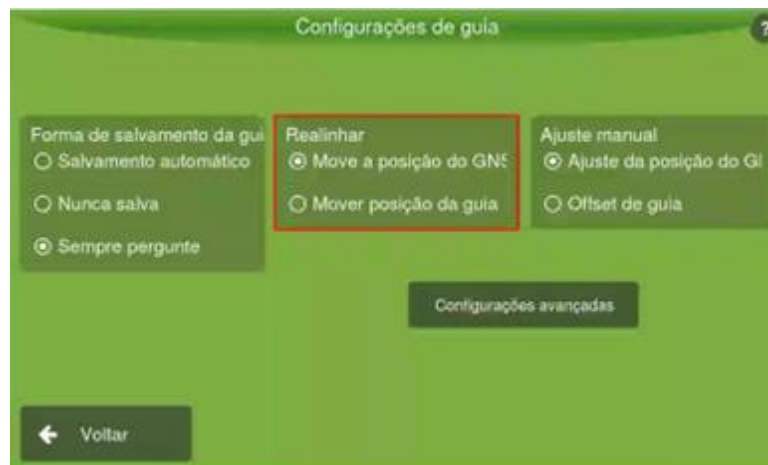 Configurações de guia
?
Forma de salvamento da gui
Salvamento automático
Nunca salva
Sempre pergunte
Realinhar
Move a posição do GNS
Mover posição da guia
Ajuste manual
Ajuste da posição do GI
Offset de guia
Configurações avançadas
Voltar